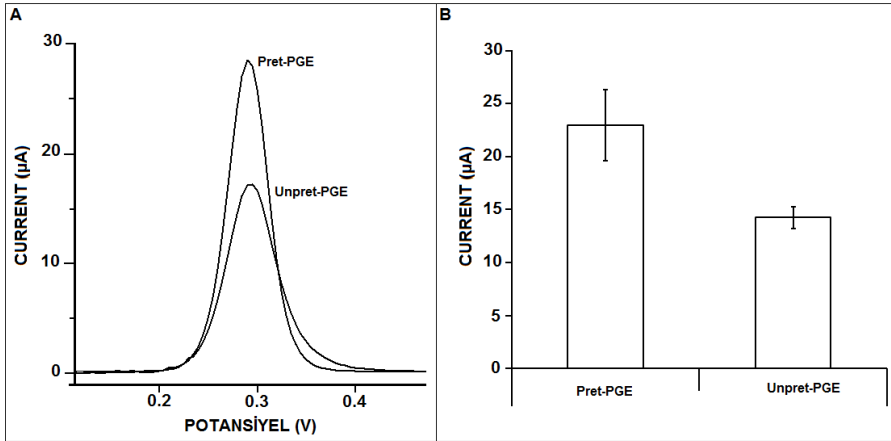 A
30
20
10
0
CURRENT (µA)
Pret-PGE
Unpret-PGE
0.2 0.3 0.4
POTANSİYEL (V)
B
30
25
20
15
10
5
0
CURRENT (µA)
Pret-PGE Unpret-PGE